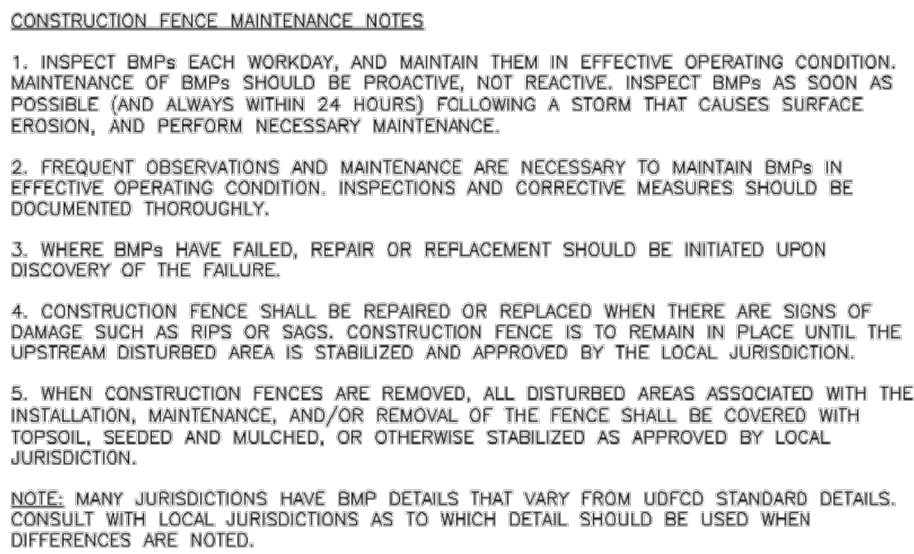 CONSTRUCTION FENCE MAINTENANCE NOTES
1. INSPECT BMPs EACH WORKDAY, AND MAINTAIN THEM IN EFFECTIVE OPERATING CONDITION.
MAINTENANCE OF BMPs SHOULD BE PROACTIVE, NOT REACTIVE. INSPECT BMPs AS SOON AS
POSSIBLE (AND ALWAYS WITHIN 24 HOURS) FOLLOWING A STORM THAT CAUSES SURFACE
EROSION, AND PERFORM NECESSARY MAINTENANCE.
2. FREQUENT OBSERVATIONS AND MAINTENANCE ARE NECESSARY TO MAINTAIN BMPs IN
EFFECTIVE OPERATING CONDITION. INSPECTIONS AND CORRECTIVE MEASURES SHOULD BE
DOCUMENTED THOROUGHLY.
3. WHERE BMPs HAVE FAILED, REPAIR OR REPLACEMENT SHOULD BE INITIATED UPON
DISCOVERY OF THE FAILURE.
4. CONSTRUCTION FENCE SHALL BE REPAIRED OR REPLACED WHEN THERE ARE SIGNS OF
DAMAGE SUCH AS RIPS OR SAGS. CONSTRUCTION FENCE IS TO REMAIN IN PLACE UNTIL THE
UPSTREAM DISTURBED AREA IS STABILIZED AND APPROVED BY THE LOCAL JURISDICTION.
5. WHEN CONSTRUCTION FENCES ARE REMOVED, ALL DISTURBED AREAS ASSOCIATED WITH THE
INSTALLATION, MAINTENANCE, AND/OR REMOVAL OF THE FENCE SHALL BE COVERED WITH
TOPSOIL, SEEDED AND MULCHED, OR OTHERWISE STABILIZED AS APPROVED BY LOCAL
JURISDICTION.
NOTE: MANY JURISDICTIONS HAVE BMP DETAILS THAT VARY FROM UDFCD STANDARD DETAILS.
CONSULT WITH LOCAL JURISDICTIONS AS TO WHICH DETAIL SHOULD BE USED WHEN
DIFFERENCES ARE NOTED.